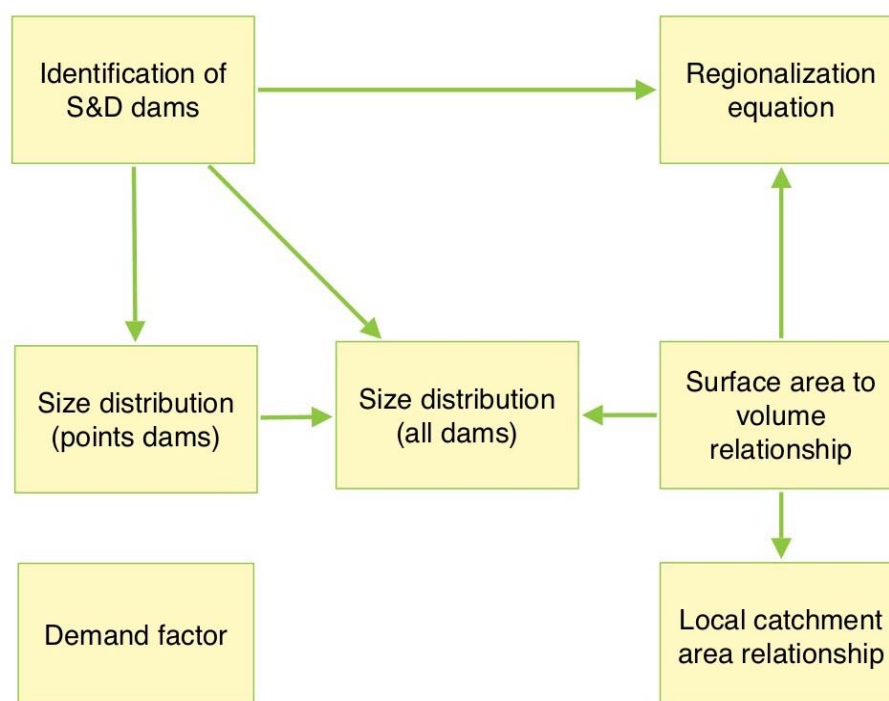 Identification of
S&D dams
Regionalization
equation
Size distribution
(points dams)
Size distribution
(all dams)
Surface area to
volume
relationship
Demand factor
Local catchment
area relationship